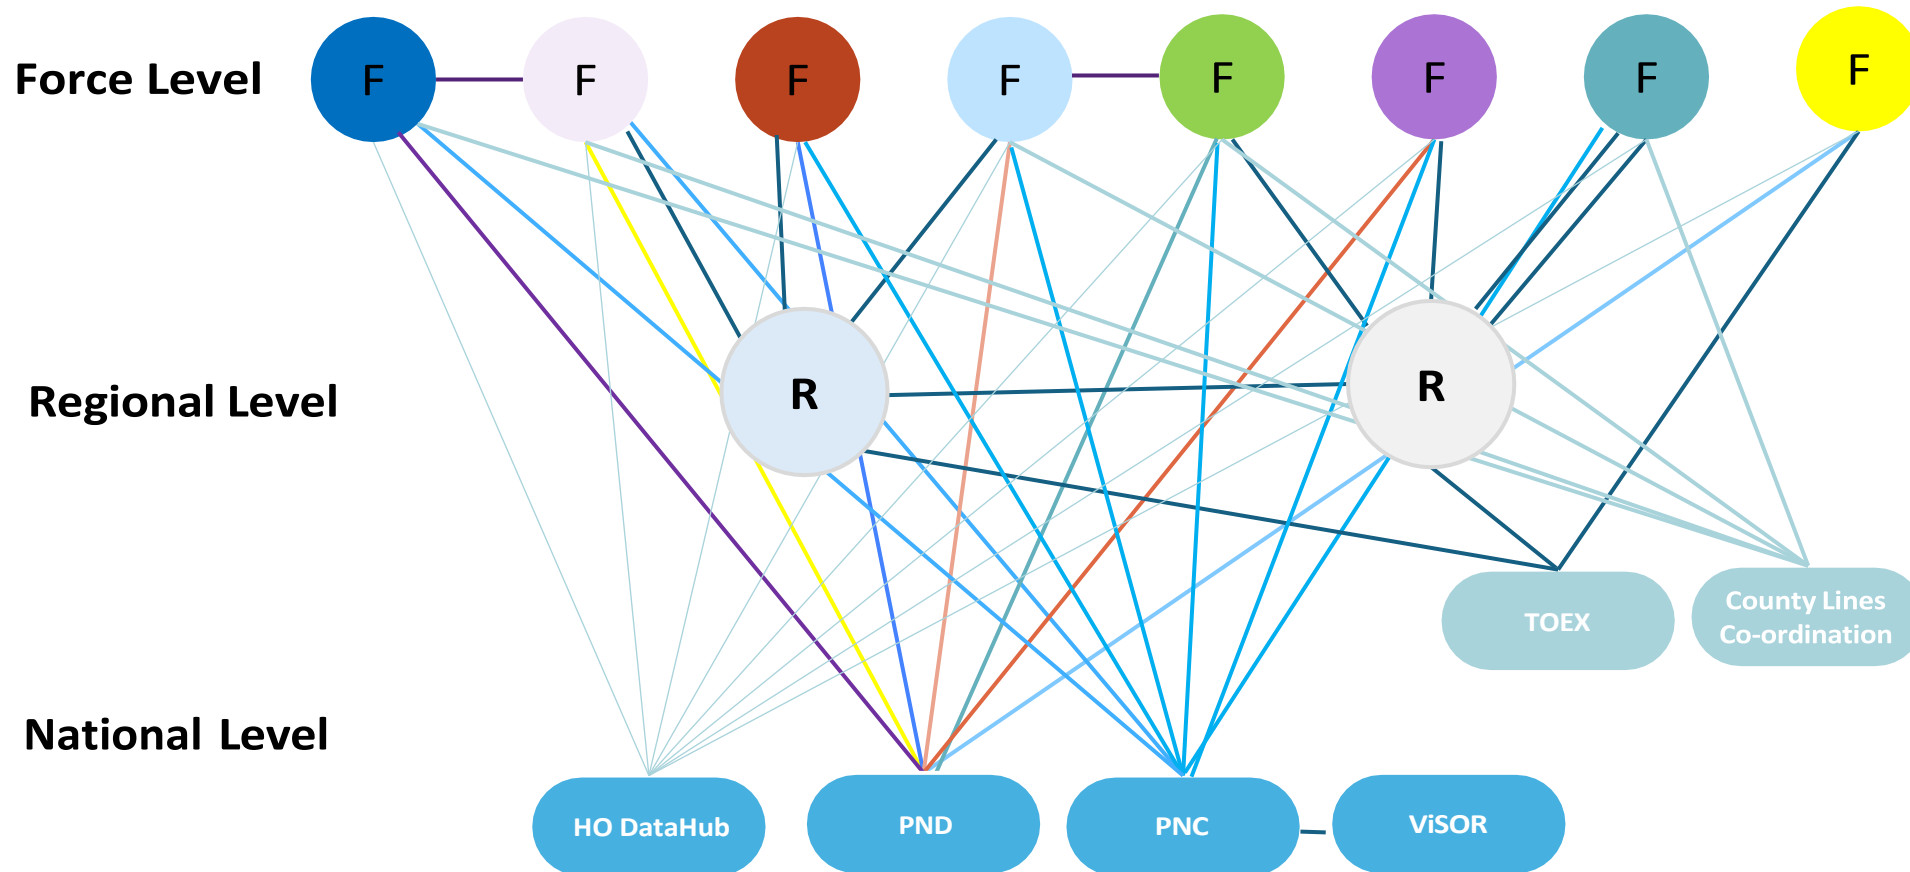 Force Level
F
F
F
F
F
F
F
F
Regional Level
R
R
TOEX
County Lines
Co-ordination
National Level
HO DataHub
PND
PNC
ViSOR